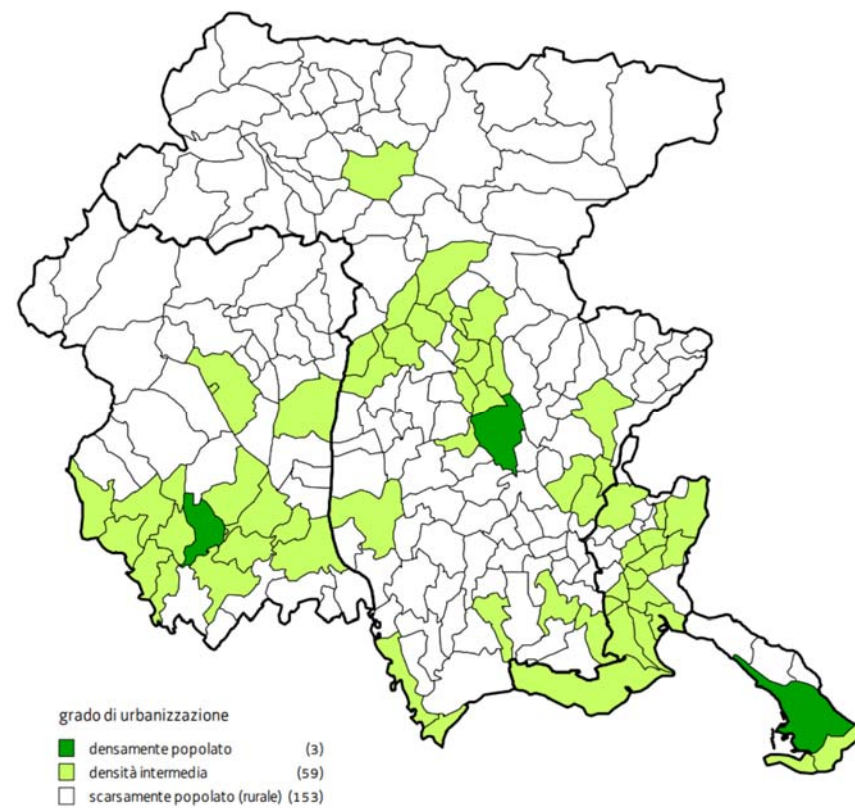 grado di urbanizzazione
densamente popolato (3)
densità intermedia (59)
scarsamente popolato (rurale) (153)